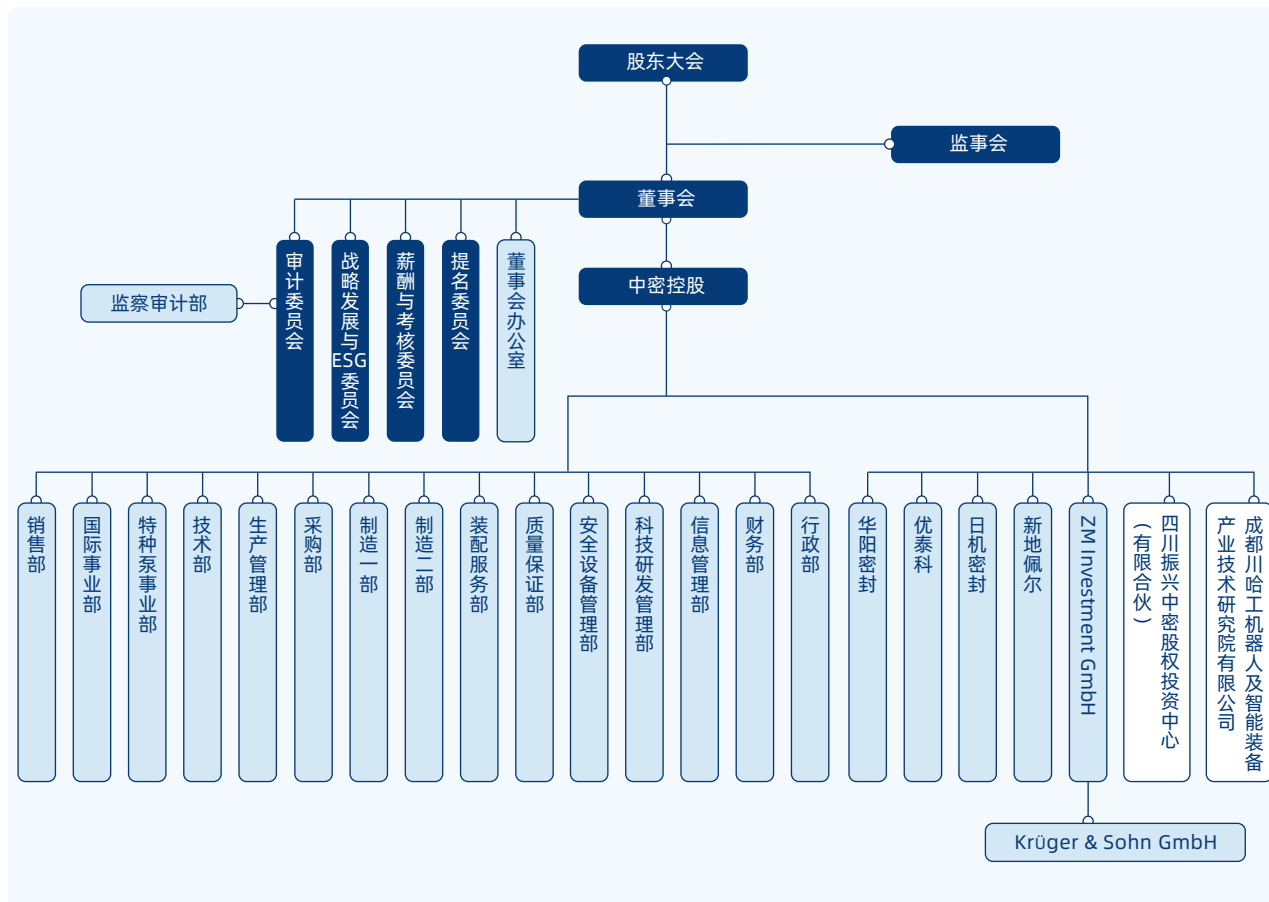 股东大会
监事会
董事会
中密控股
监察审计部
审计委员会
战略发展与ESG委员会
薪酬与考核委员会
提名委员会
董事会办公室
销售部
国际事业部
特种泵事业部
技术部
生产管理部
采购部
制造一部
制造二部
装配服务部
质量保证部
安全设备管理部
科技研发管理部
信息管理部
财务部
行政部
华阳密封
优泰科
日机密封
新地佩尔
ZM Investment GmbH
四川振兴中密股权投资中心
(有限合伙)
成都川哈工机器人及智能装备
产业技术研究院有限公司
Krüger & Sohn GmbH